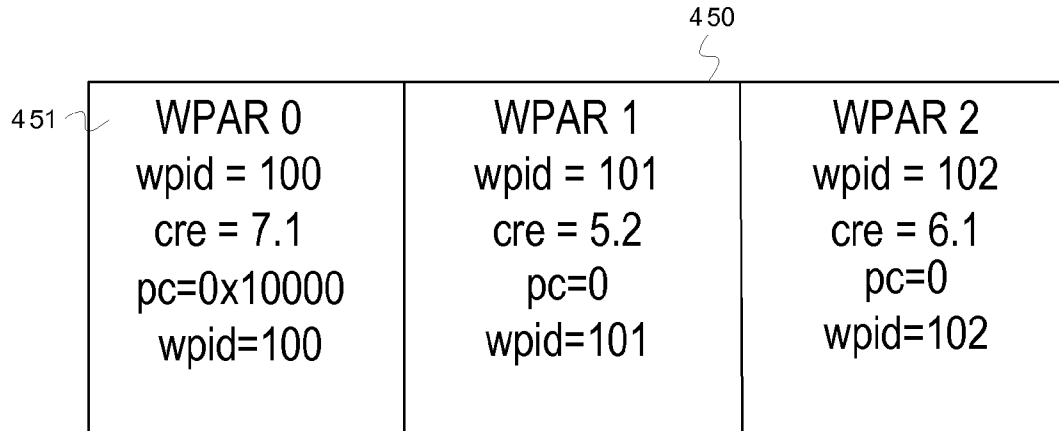 450
451
WPAR 0
wpid = 100
cre = 7.1
pc=0x10000
wpid=100
WPAR 1
wpid = 101
cre = 5.2
pc=0
wpid=101
WPAR 2
wpid = 102
cre = 6.1
pc=0
wpid=102